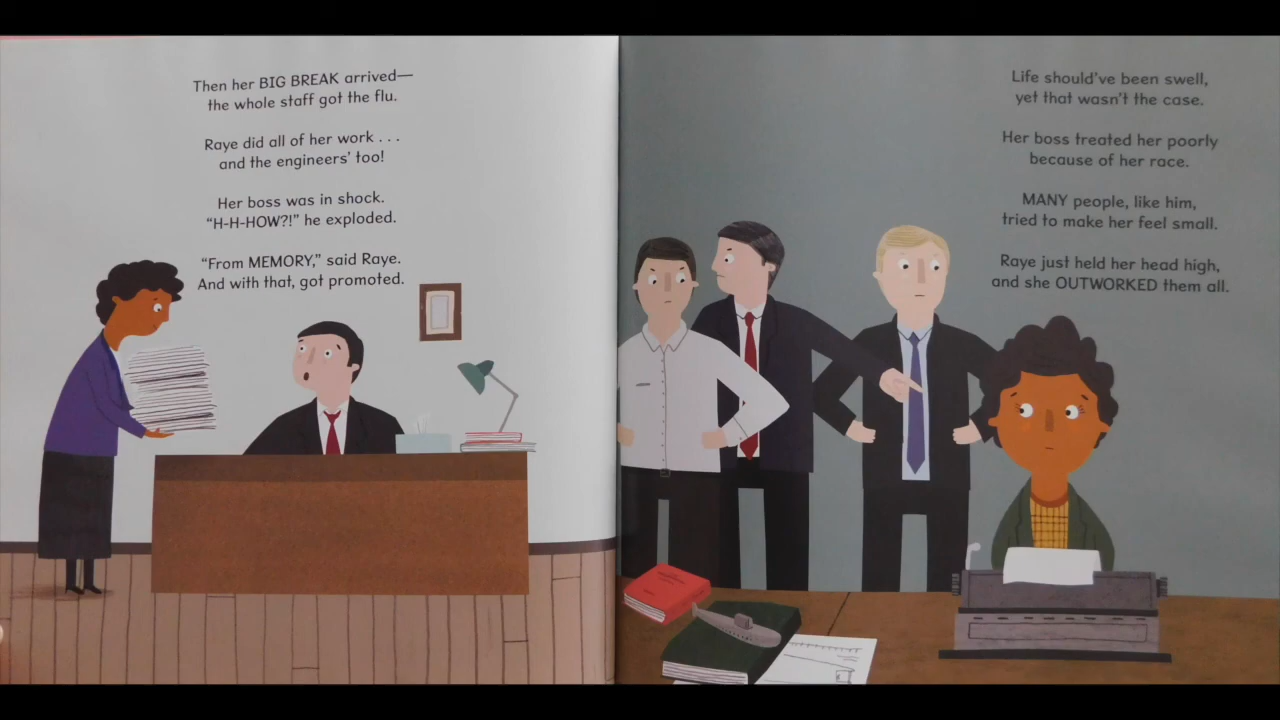 Then her BIG BREAK arrived—
the whole staff got the flu.
Raye did all of her work . . .
and the engineers’ too!
Her boss was in shock.
“H-H-HOW?!” he exploded.
“From MEMORY,” said Raye.
And with that, got promoted.
Life should’ve been swell,
yet that wasn’t the case.
Her boss treated her poorly
because of her race.
MANY people, like him,
tried to make her feel small.
Raye just held her head high,
and she OUTWORKED them all.